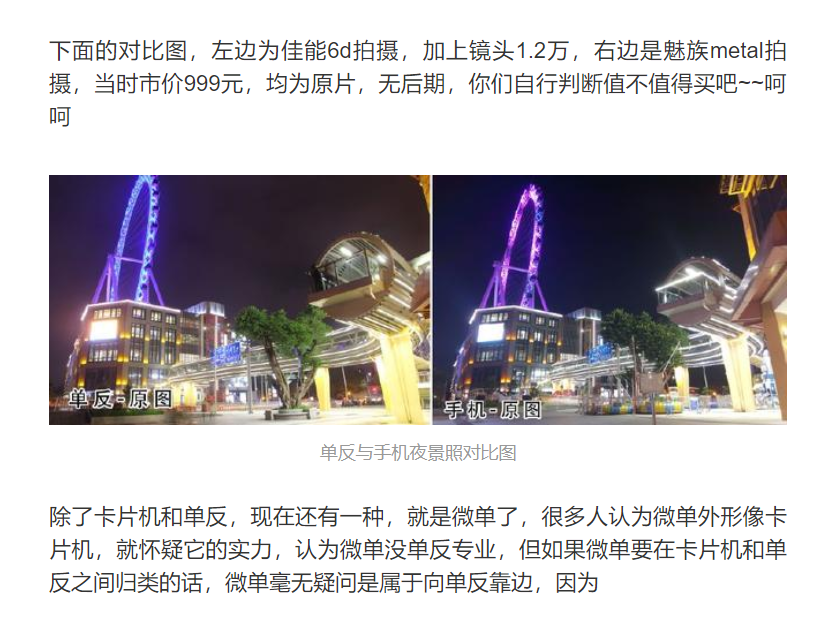 下面的对比图，左边为佳能6d拍摄，加上镜头1.2万，右边是魅族metal拍
摄，当时市价999元，均为原片，无后期，你们自行判断值不值得买吧~~呵
呵
单反-原图
手机-原图
单反与手机夜景照对比图
除了卡片机和单反，现在还有一种，就是微单了，很多人认为微单外形像卡
片机，就怀疑它的实力，认为微单没单反专业，但如果微单要在卡片机和单
反之间归类的话，微单毫无疑问是属于向单反靠边，因为